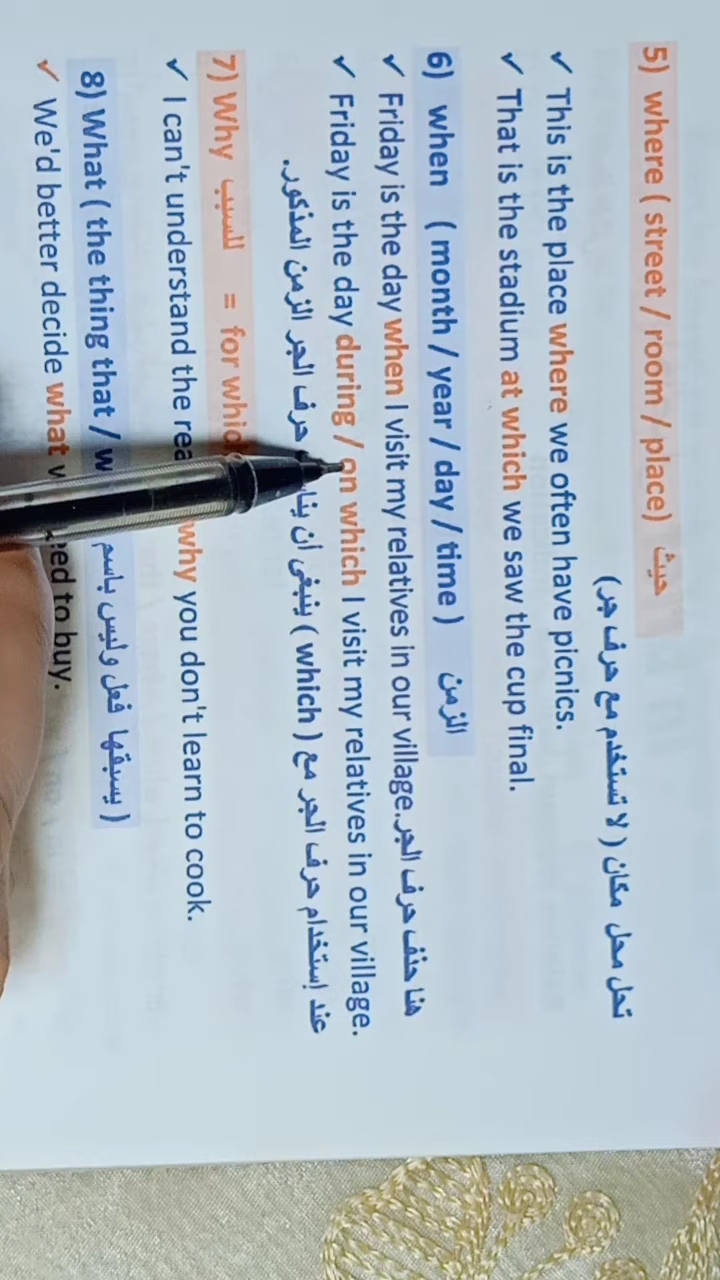 5) where ( street / room / place) حيث
تحل محل مكان ( لا تستخدم مع حرف جر)
✓ This is the place where we often have picnics.
✓ That is the stadium at which we saw the cup final.
6) when ( month / year / day / time ) الزمن
✓ Friday is the day when I visit my relatives in our village. هنا حذف حرف الجر
✓ Friday is the day during / on which I visit my relatives in our village.
عند إستخدام حرف الجر مع ( which ) ينبغى أن حرف الجر الزمن المذكور.
7) Why للسبب = for
✓ I can't understand the why you don't learn to cook.
8) What ( the thing that / يسبقها فعل وليس باسم )
✓ We'd better decide what to buy.